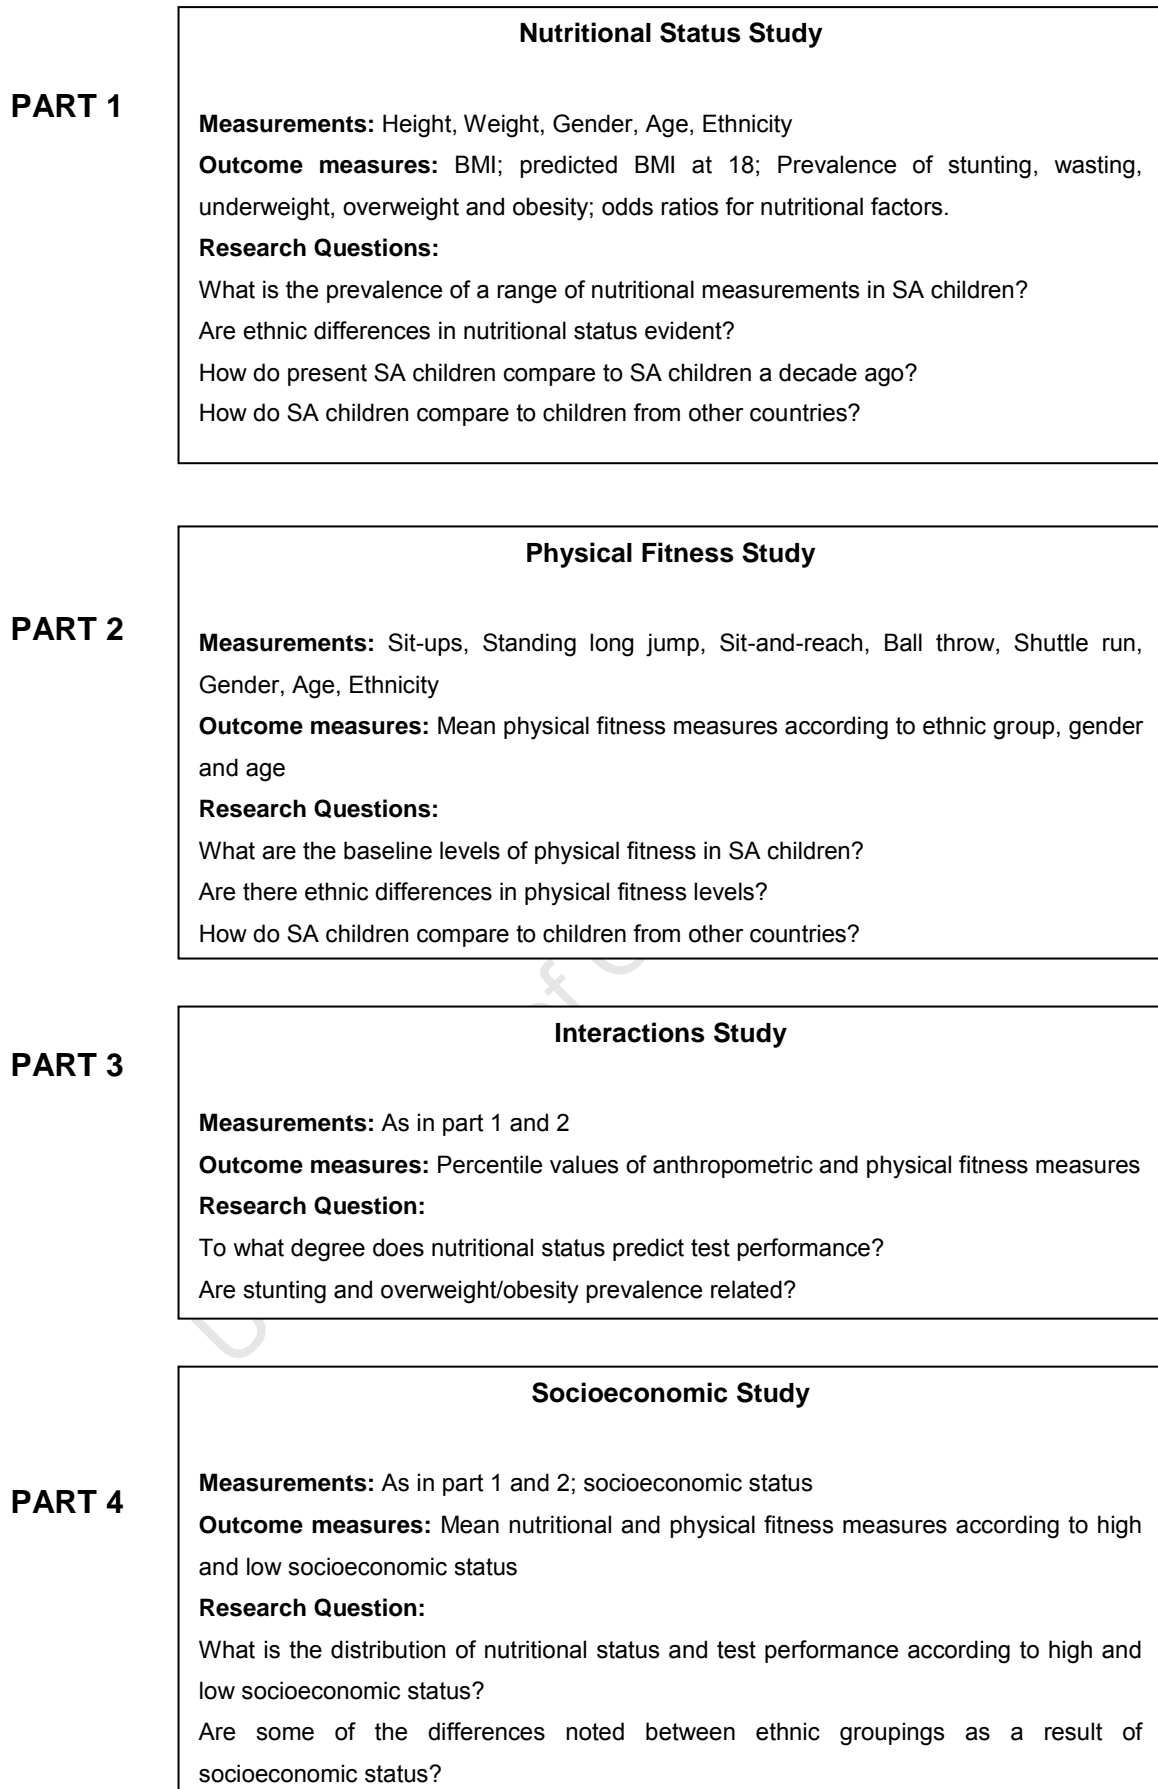 Nutritional Status Study
PART 1
Measurements: Height, Weight, Gender, Age, Ethnicity
Outcome measures: BMI; predicted BMI at 18; Prevalence of stunting, wasting,
underweight, overweight and obesity; odds ratios for nutritional factors.
Research Questions:
What is the prevalence of a range of nutritional measurements in SA children?
Are ethnic differences in nutritional status evident?
How do present SA children compare to SA children a decade ago?
How do SA children compare to children from other countries?
Physical Fitness Study
PART 2
Measurements: Sit-ups, Standing long jump, Sit-and-reach, Ball throw, Shuttle run,
Gender, Age, Ethnicity
Outcome measures: Mean physical fitness measures according to ethnic group, gender
and age
Research Questions:
What are the baseline levels of physical fitness in SA children?
Are there ethnic differences in physical fitness levels?
How do SA children compare to children from other countries?
Interactions Study
PART 3
Measurements: As in part 1 and 2
Outcome measures: Percentile values of anthropometric and physical fitness measures
Research Question:
To what degree does nutritional status predict test performance?
Are stunting and overweight/obesity prevalence related?
Socioeconomic Study
PART 4
Measurements: As in part 1 and 2; socioeconomic status
Outcome measures: Mean nutritional and physical fitness measures according to high
and low socioeconomic status
Research Question:
What is the distribution of nutritional status and test performance according to high and
low socioeconomic status?
Are some of the differences noted between ethnic groupings as a result of
socioeconomic status?